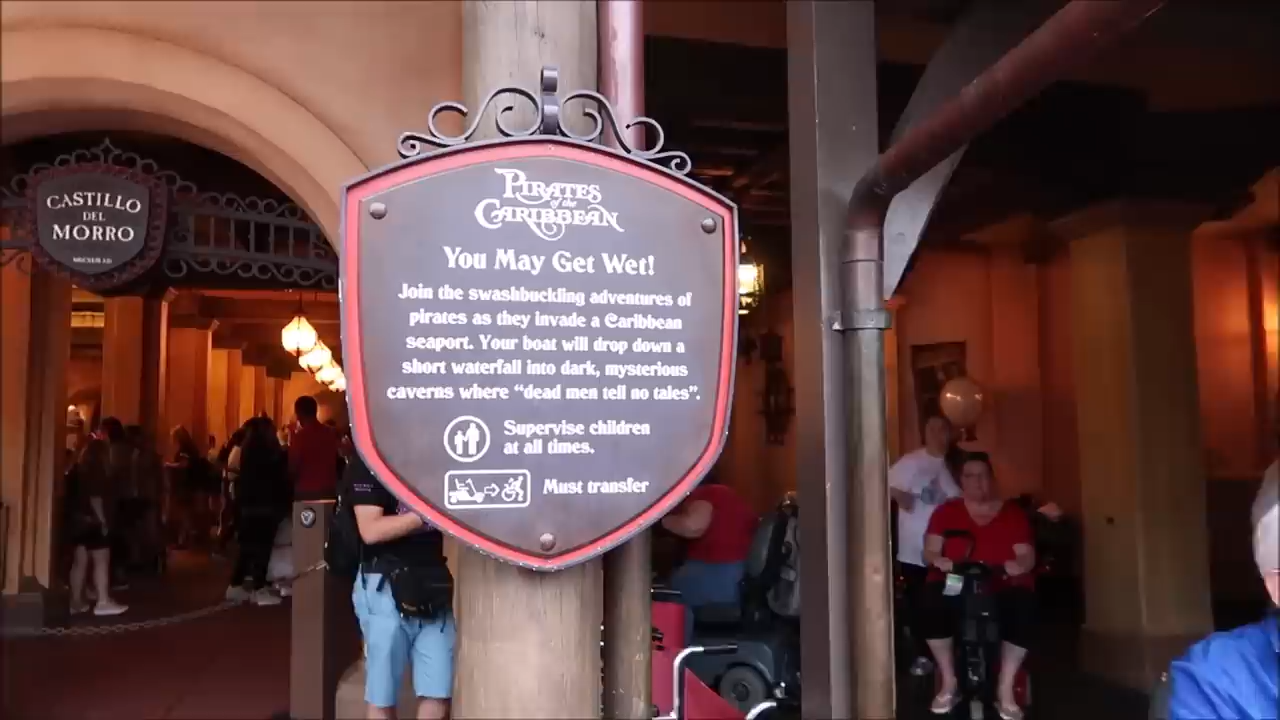 CASTILLO
DEL
MORRO
PIRATES
of the
CARIBBEAN
You May Get Wet!
Join the swashbuckling adventures of
pirates as they invade a Caribbean
seaport. Your boat will drop down a
short waterfall into dark, mysterious
caverns where “dead men tell no tales”.
Supervise children
at all times.
Must transfer